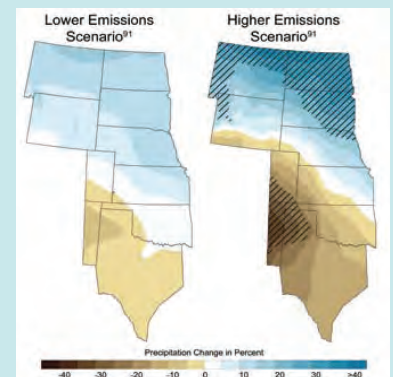 Lower Emissions
Scenario91
Higher Emissions
Scenario91
Precipitation Change in Percent
-40 -30 -20 -10 0 10 20 30 >40